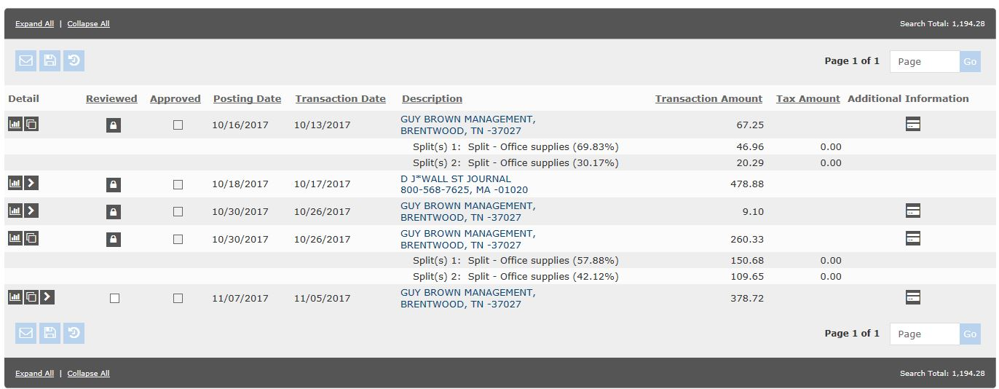 Expand All | Collapse All Search Total: 1,194.28
Page 1 of 1 Page Go
Detail Reviewed Approved Posting Date Transaction Date Description Transaction Amount Tax Amount Additional Information
10/16/2017 10/13/2017 GUY BROWN MANAGEMENT, 67.25
BRENTWOOD, TN -37027
Split(s) 1: Split - Office supplies (69.83%) 46.96 0.00
Split(s) 2: Split - Office supplies (30.17%) 20.29 0.00
10/18/2017 10/17/2017 D J*WALL ST JOURNAL 478.88
800-568-7625, MA -01020
10/30/2017 10/26/2017 GUY BROWN MANAGEMENT, 9.10
BRENTWOOD, TN -37027
10/30/2017 10/26/2017 GUY BROWN MANAGEMENT, 260.33
BRENTWOOD, TN -37027
Split(s) 1: Split - Office supplies (57.88%) 150.68 0.00
Split(s) 2: Split - Office supplies (42.12%) 109.65 0.00
11/07/2017 11/05/2017 GUY BROWN MANAGEMENT, 378.72
BRENTWOOD, TN -37027
Page 1 of 1 Page Go
Expand All | Collapse All Search Total: 1,194.28